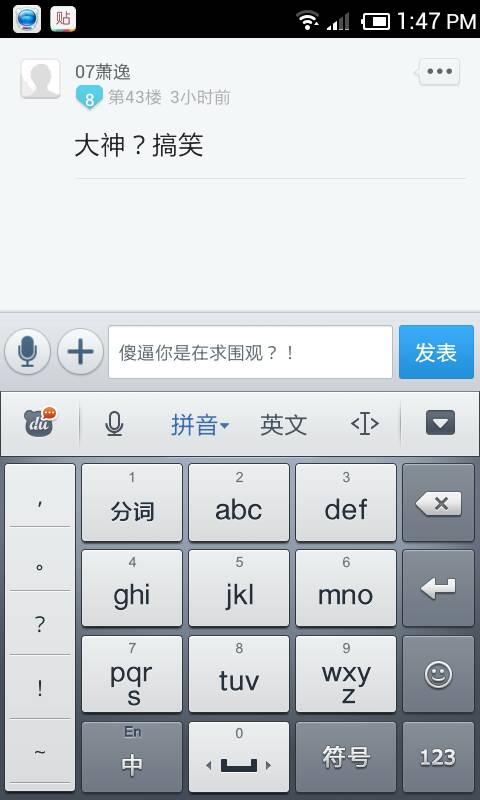 贴
1:47 PM
07萧逸
8
第43楼 3小时前
大神？搞笑
傻逼你是在求围观？！
发表
du
拼音
英文
,
1
分词
2
abc
3
def
。
4
ghi
5
jkl
6
mno
?
!
7
pqr
s
8
tuv
9
wxy
z
~
En
中
0
符号
123